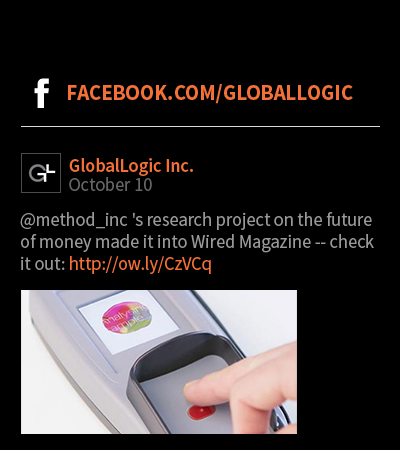 f FACEBOOK.COM/GLOBALLOGIC
GL GlobalLogic Inc.
October 10
@method_inc 's research project on the future
of money made it into Wired Magazine -- check
it out: http://ow.ly/CzVCq